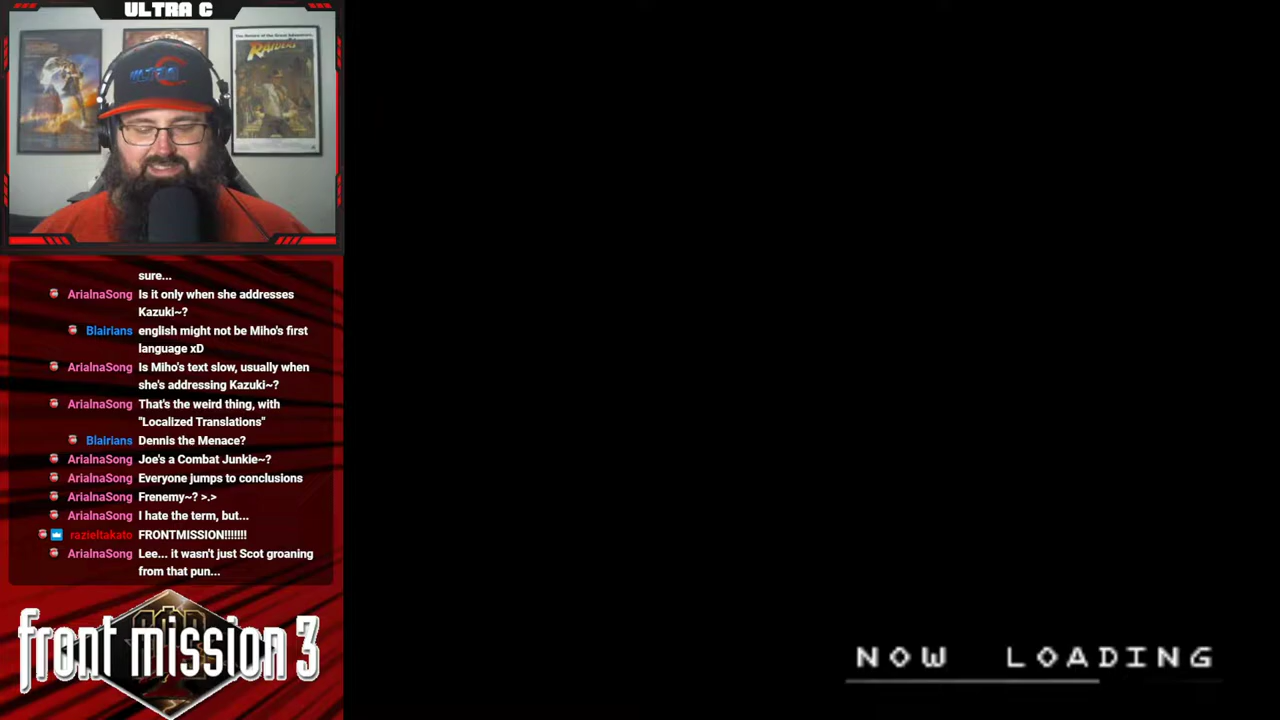 ULTRA C
RAIDERS
sure...
ArialnaSong Is it only when she addresses
Kazuki~?
Blairians english might not be Miho's first
language xD
ArialnaSong Is Miho's text slow, usually when
she's addressing Kazuki~?
ArialnaSong That's the weird thing, with
"Localized Translations"
Blairians Dennis the Menace?
ArialnaSong Joe's a Combat Junkie~?
ArialnaSong Everyone jumps to conclusions
ArialnaSong Frenemy~? >.>
ArialnaSong I hate the term, but...
razieltakato FRONTMISSION!!!!!!!
ArialnaSong Lee... it wasn't just Scot groaning
from that pun...
front mission 3
NOW LOADING